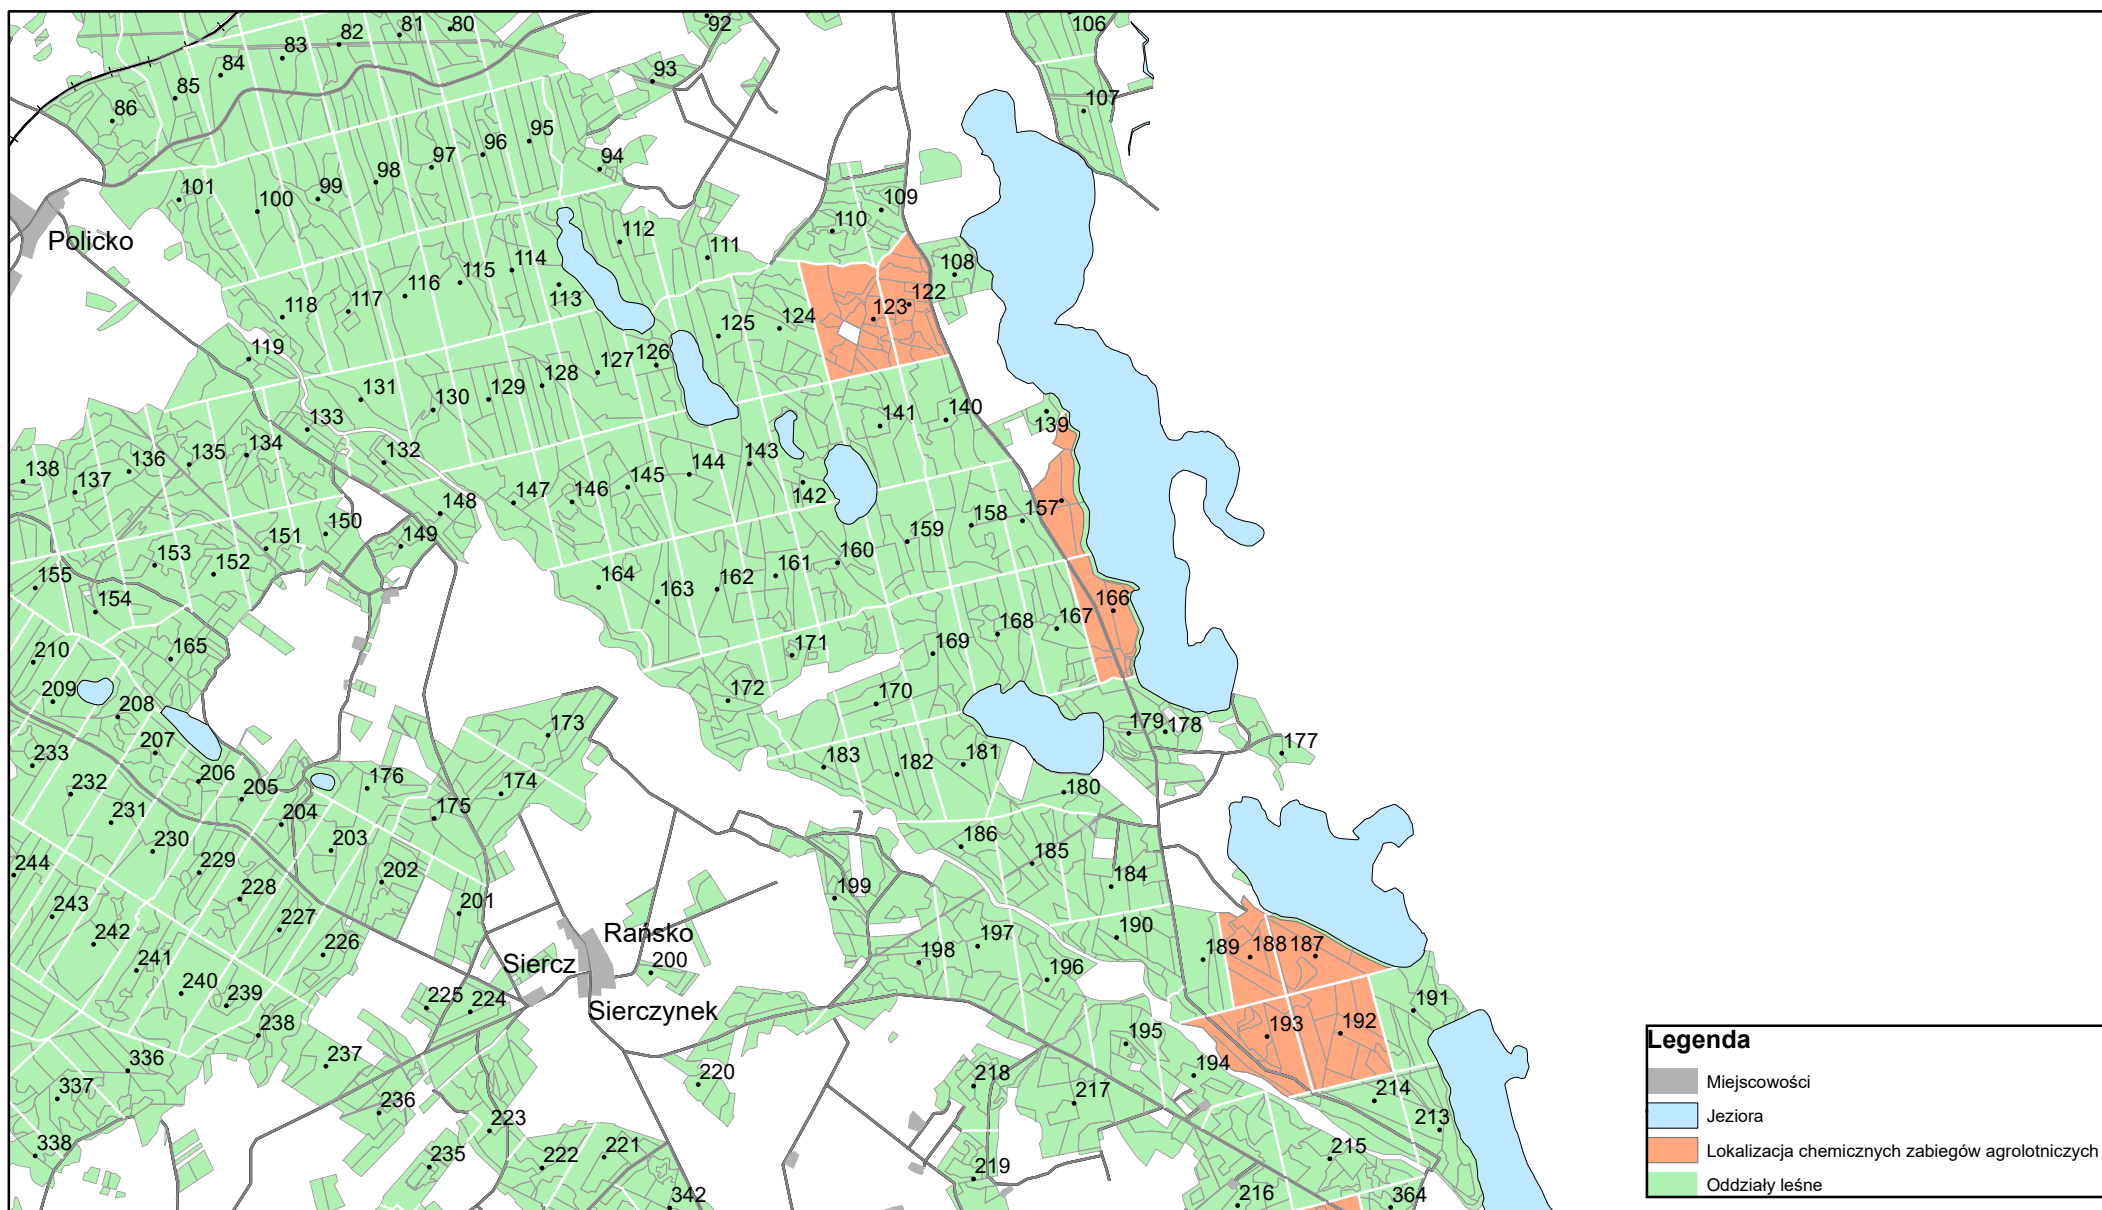 81 80 92 106
82
83
84 93
85 107
86
95
96
97 94
98
99 101
100 109
110
Policko 112
111
114 108
115
116 113 122
117
118 123
124
125
119
126
127
128
131 129
130 140
133 141 139
134
135 132
136 143
138 144
137 145
142
146
147
148 157
150 158
149 159
151
153 160
152 161
155 162
164
163
154 166
167
168
165 171
210 169
209 172 170
208
173 179 178
207 177
233 181
183
206 176 182
232 174 180
205
231 204 175
186
230 203 185
229
244 202 184
228 199
243 201
227 190
242 226 Rańsko 197
Siercz 200 198 189 188 187
241 196
240
239 225 224 191
Sierczynek
238 195 193 192
237
336 194
337 220 218
217 214
236
223 213
338
235 222 221 215
219
342 216 364
Legenda
Miejscowości
Jeziora
Lokalizacja chemicznych zabiegów agrolotniczych
Oddziały leśne